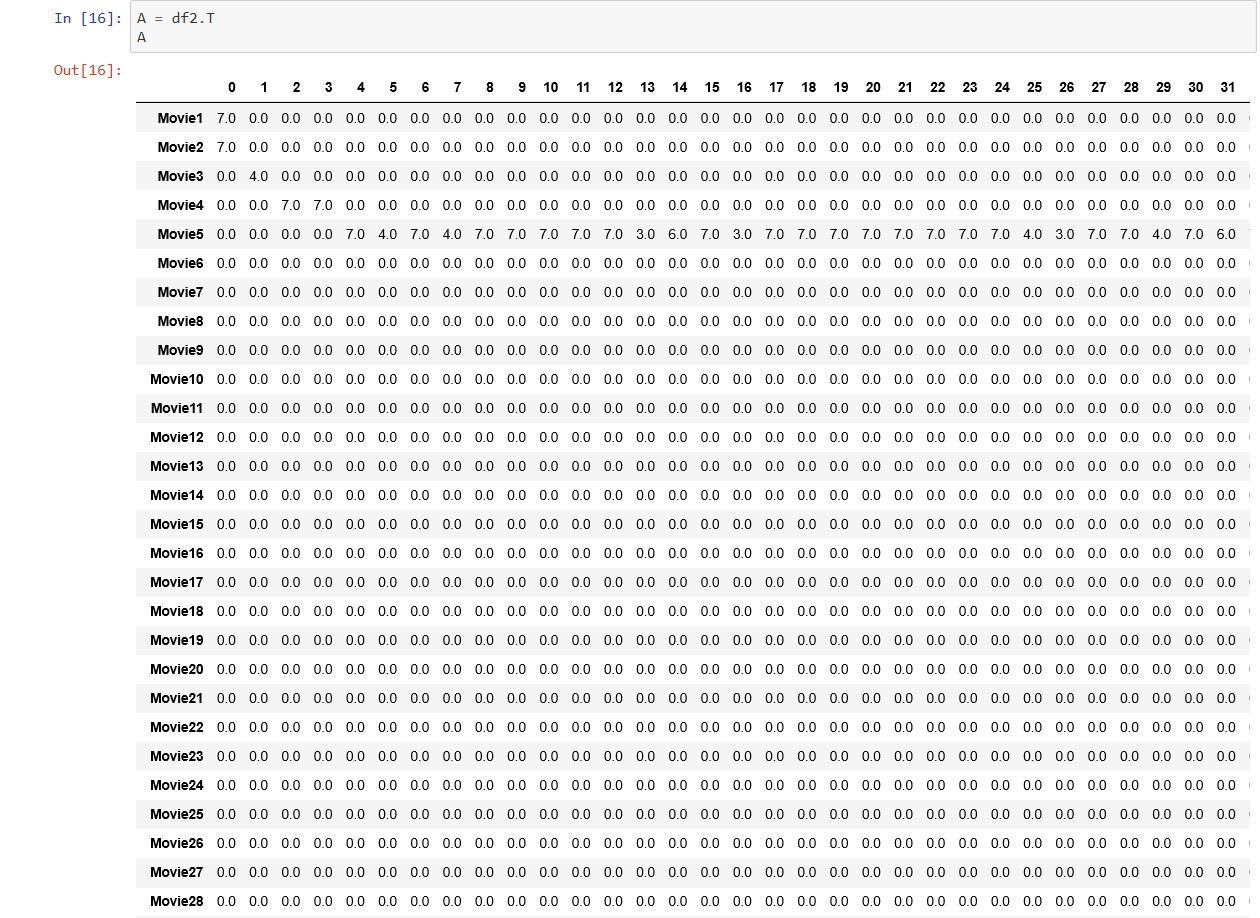 In [16]: A = df2.T
A
Out[16]:
0 1 2 3 4 5 6 7 8 9 10 11 12 13 14 15 16 17 18 19 20 21 22 23 24 25 26 27 28 29 30 31
Movie1 7.0 0.0 0.0 0.0 0.0 0.0 0.0 0.0 0.0 0.0 0.0 0.0 0.0 0.0 0.0 0.0 0.0 0.0 0.0 0.0 0.0 0.0 0.0 0.0 0.0 0.0 0.0 0.0 0.0 0.0 0.0 0.0
Movie2 7.0 0.0 0.0 0.0 0.0 0.0 0.0 0.0 0.0 0.0 0.0 0.0 0.0 0.0 0.0 0.0 0.0 0.0 0.0 0.0 0.0 0.0 0.0 0.0 0.0 0.0 0.0 0.0 0.0 0.0 0.0 0.0
Movie3 0.0 4.0 0.0 0.0 0.0 0.0 0.0 0.0 0.0 0.0 0.0 0.0 0.0 0.0 0.0 0.0 0.0 0.0 0.0 0.0 0.0 0.0 0.0 0.0 0.0 0.0 0.0 0.0 0.0 0.0 0.0 0.0
Movie4 0.0 0.0 7.0 7.0 0.0 0.0 0.0 0.0 0.0 0.0 0.0 0.0 0.0 0.0 0.0 0.0 0.0 0.0 0.0 0.0 0.0 0.0 0.0 0.0 0.0 0.0 0.0 0.0 0.0 0.0 0.0 0.0
Movie5 0.0 0.0 0.0 0.0 7.0 4.0 7.0 4.0 7.0 7.0 7.0 7.0 7.0 3.0 6.0 7.0 3.0 7.0 7.0 7.0 7.0 7.0 7.0 7.0 7.0 4.0 3.0 7.0 7.0 4.0 7.0 6.0
Movie6 0.0 0.0 0.0 0.0 0.0 0.0 0.0 0.0 0.0 0.0 0.0 0.0 0.0 0.0 0.0 0.0 0.0 0.0 0.0 0.0 0.0 0.0 0.0 0.0 0.0 0.0 0.0 0.0 0.0 0.0 0.0 0.0
Movie7 0.0 0.0 0.0 0.0 0.0 0.0 0.0 0.0 0.0 0.0 0.0 0.0 0.0 0.0 0.0 0.0 0.0 0.0 0.0 0.0 0.0 0.0 0.0 0.0 0.0 0.0 0.0 0.0 0.0 0.0 0.0 0.0
Movie8 0.0 0.0 0.0 0.0 0.0 0.0 0.0 0.0 0.0 0.0 0.0 0.0 0.0 0.0 0.0 0.0 0.0 0.0 0.0 0.0 0.0 0.0 0.0 0.0 0.0 0.0 0.0 0.0 0.0 0.0 0.0 0.0
Movie9 0.0 0.0 0.0 0.0 0.0 0.0 0.0 0.0 0.0 0.0 0.0 0.0 0.0 0.0 0.0 0.0 0.0 0.0 0.0 0.0 0.0 0.0 0.0 0.0 0.0 0.0 0.0 0.0 0.0 0.0 0.0 0.0
Movie10 0.0 0.0 0.0 0.0 0.0 0.0 0.0 0.0 0.0 0.0 0.0 0.0 0.0 0.0 0.0 0.0 0.0 0.0 0.0 0.0 0.0 0.0 0.0 0.0 0.0 0.0 0.0 0.0 0.0 0.0 0.0 0.0
Movie11 0.0 0.0 0.0 0.0 0.0 0.0 0.0 0.0 0.0 0.0 0.0 0.0 0.0 0.0 0.0 0.0 0.0 0.0 0.0 0.0 0.0 0.0 0.0 0.0 0.0 0.0 0.0 0.0 0.0 0.0 0.0 0.0
Movie12 0.0 0.0 0.0 0.0 0.0 0.0 0.0 0.0 0.0 0.0 0.0 0.0 0.0 0.0 0.0 0.0 0.0 0.0 0.0 0.0 0.0 0.0 0.0 0.0 0.0 0.0 0.0 0.0 0.0 0.0 0.0 0.0
Movie13 0.0 0.0 0.0 0.0 0.0 0.0 0.0 0.0 0.0 0.0 0.0 0.0 0.0 0.0 0.0 0.0 0.0 0.0 0.0 0.0 0.0 0.0 0.0 0.0 0.0 0.0 0.0 0.0 0.0 0.0 0.0 0.0
Movie14 0.0 0.0 0.0 0.0 0.0 0.0 0.0 0.0 0.0 0.0 0.0 0.0 0.0 0.0 0.0 0.0 0.0 0.0 0.0 0.0 0.0 0.0 0.0 0.0 0.0 0.0 0.0 0.0 0.0 0.0 0.0 0.0
Movie15 0.0 0.0 0.0 0.0 0.0 0.0 0.0 0.0 0.0 0.0 0.0 0.0 0.0 0.0 0.0 0.0 0.0 0.0 0.0 0.0 0.0 0.0 0.0 0.0 0.0 0.0 0.0 0.0 0.0 0.0 0.0 0.0
Movie16 0.0 0.0 0.0 0.0 0.0 0.0 0.0 0.0 0.0 0.0 0.0 0.0 0.0 0.0 0.0 0.0 0.0 0.0 0.0 0.0 0.0 0.0 0.0 0.0 0.0 0.0 0.0 0.0 0.0 0.0 0.0 0.0
Movie17 0.0 0.0 0.0 0.0 0.0 0.0 0.0 0.0 0.0 0.0 0.0 0.0 0.0 0.0 0.0 0.0 0.0 0.0 0.0 0.0 0.0 0.0 0.0 0.0 0.0 0.0 0.0 0.0 0.0 0.0 0.0 0.0
Movie18 0.0 0.0 0.0 0.0 0.0 0.0 0.0 0.0 0.0 0.0 0.0 0.0 0.0 0.0 0.0 0.0 0.0 0.0 0.0 0.0 0.0 0.0 0.0 0.0 0.0 0.0 0.0 0.0 0.0 0.0 0.0 0.0
Movie19 0.0 0.0 0.0 0.0 0.0 0.0 0.0 0.0 0.0 0.0 0.0 0.0 0.0 0.0 0.0 0.0 0.0 0.0 0.0 0.0 0.0 0.0 0.0 0.0 0.0 0.0 0.0 0.0 0.0 0.0 0.0 0.0
Movie20 0.0 0.0 0.0 0.0 0.0 0.0 0.0 0.0 0.0 0.0 0.0 0.0 0.0 0.0 0.0 0.0 0.0 0.0 0.0 0.0 0.0 0.0 0.0 0.0 0.0 0.0 0.0 0.0 0.0 0.0 0.0 0.0
Movie21 0.0 0.0 0.0 0.0 0.0 0.0 0.0 0.0 0.0 0.0 0.0 0.0 0.0 0.0 0.0 0.0 0.0 0.0 0.0 0.0 0.0 0.0 0.0 0.0 0.0 0.0 0.0 0.0 0.0 0.0 0.0 0.0
Movie22 0.0 0.0 0.0 0.0 0.0 0.0 0.0 0.0 0.0 0.0 0.0 0.0 0.0 0.0 0.0 0.0 0.0 0.0 0.0 0.0 0.0 0.0 0.0 0.0 0.0 0.0 0.0 0.0 0.0 0.0 0.0 0.0
Movie23 0.0 0.0 0.0 0.0 0.0 0.0 0.0 0.0 0.0 0.0 0.0 0.0 0.0 0.0 0.0 0.0 0.0 0.0 0.0 0.0 0.0 0.0 0.0 0.0 0.0 0.0 0.0 0.0 0.0 0.0 0.0 0.0
Movie24 0.0 0.0 0.0 0.0 0.0 0.0 0.0 0.0 0.0 0.0 0.0 0.0 0.0 0.0 0.0 0.0 0.0 0.0 0.0 0.0 0.0 0.0 0.0 0.0 0.0 0.0 0.0 0.0 0.0 0.0 0.0 0.0
Movie25 0.0 0.0 0.0 0.0 0.0 0.0 0.0 0.0 0.0 0.0 0.0 0.0 0.0 0.0 0.0 0.0 0.0 0.0 0.0 0.0 0.0 0.0 0.0 0.0 0.0 0.0 0.0 0.0 0.0 0.0 0.0 0.0
Movie26 0.0 0.0 0.0 0.0 0.0 0.0 0.0 0.0 0.0 0.0 0.0 0.0 0.0 0.0 0.0 0.0 0.0 0.0 0.0 0.0 0.0 0.0 0.0 0.0 0.0 0.0 0.0 0.0 0.0 0.0 0.0 0.0
Movie27 0.0 0.0 0.0 0.0 0.0 0.0 0.0 0.0 0.0 0.0 0.0 0.0 0.0 0.0 0.0 0.0 0.0 0.0 0.0 0.0 0.0 0.0 0.0 0.0 0.0 0.0 0.0 0.0 0.0 0.0 0.0 0.0
Movie28 0.0 0.0 0.0 0.0 0.0 0.0 0.0 0.0 0.0 0.0 0.0 0.0 0.0 0.0 0.0 0.0 0.0 0.0 0.0 0.0 0.0 0.0 0.0 0.0 0.0 0.0 0.0 0.0 0.0 0.0 0.0 0.0